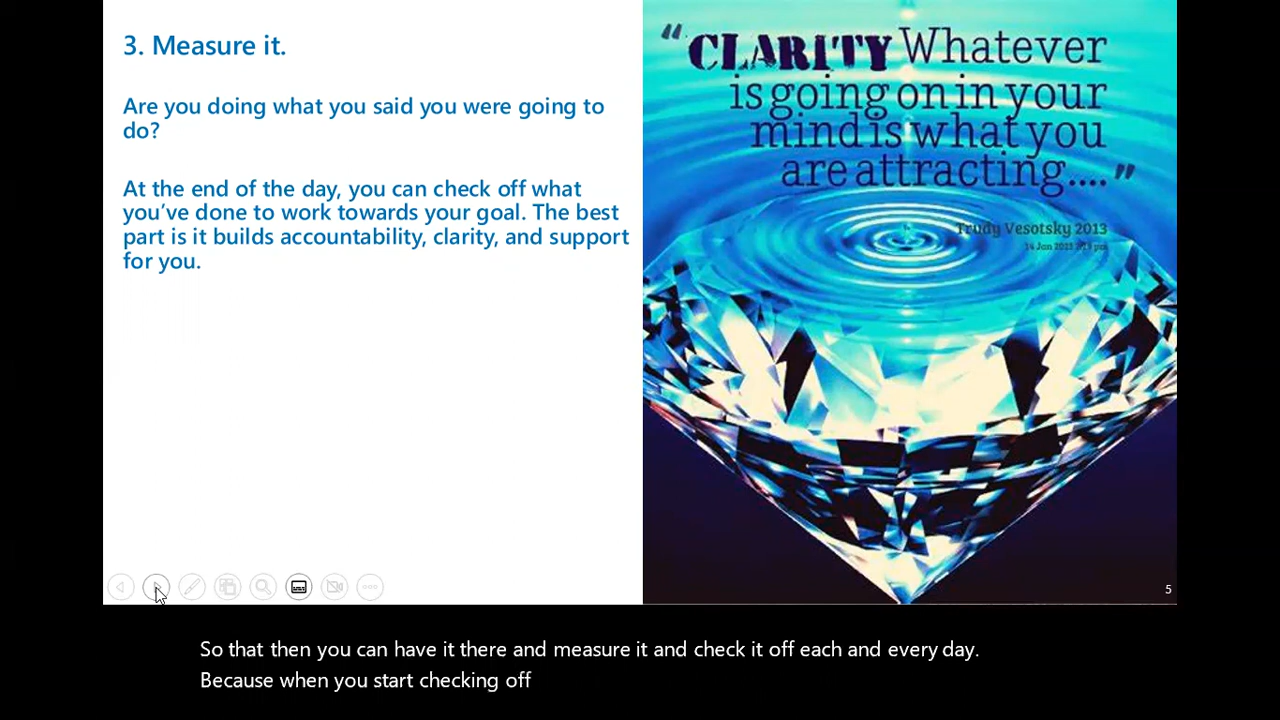 3. Measure it.
Are you doing what you said you were going to
do?
At the end of the day, you can check off what
you’ve done to work towards your goal. The best
part is it builds accountability, clarity, and support
for you.
“CLARITY Whatever
is going on in your
mind is what you
are attracting....”
Trudy Vesotsky 2013
14 Jan 2013
5
So that then you can have it there and measure it and check it off each and every day.
Because when you start checking off